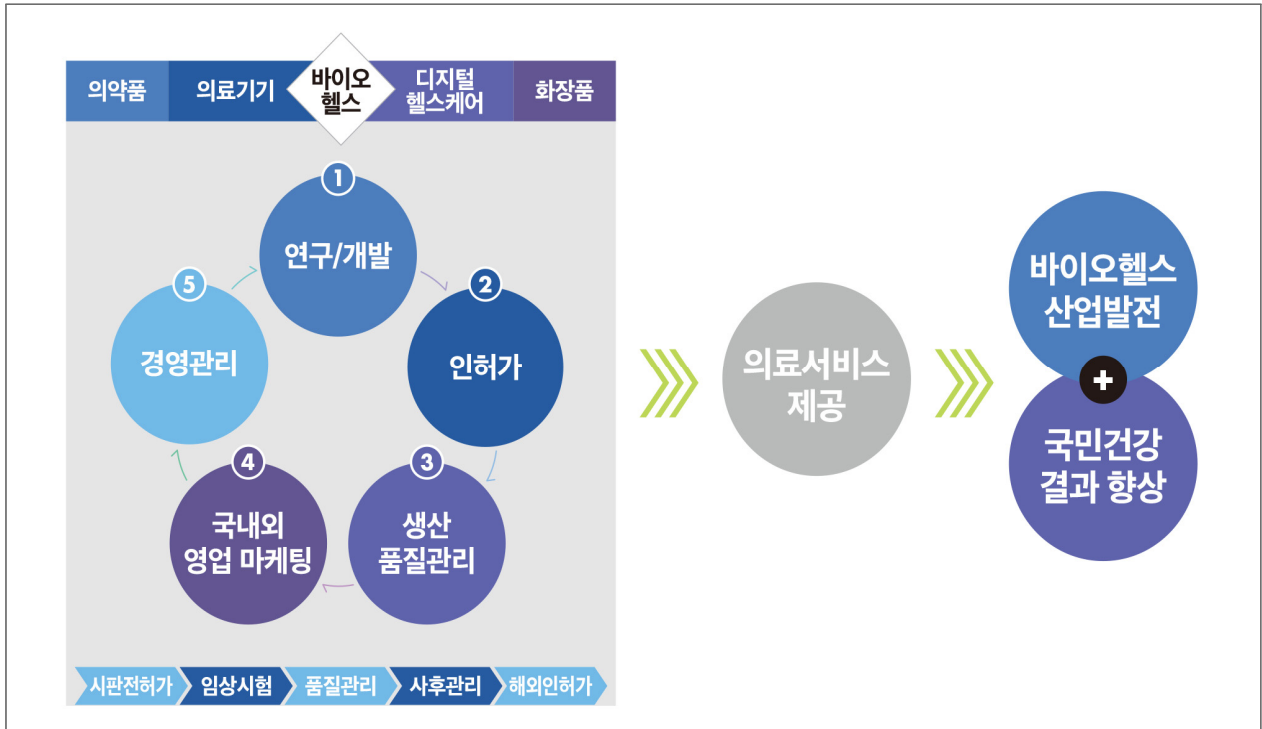 의약품
의료기기
바이오
헬스
디지털
헬스케어
화장품
1
연구/개발
2
인허가
3
생산
품질관리
4
국내외
영업 마케팅
5
경영관리
시판전허가
임상시험
품질관리
사후관리
해외인허가
의료서비스
제공
바이오헬스
산업발전
+
국민건강
결과 향상